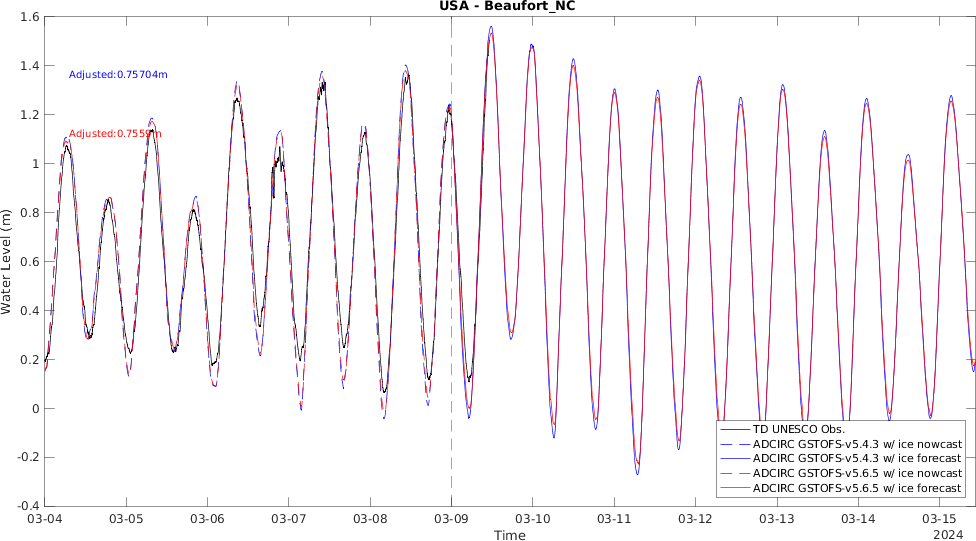 USA - Beaufort_NC
1.6
1.4
1.2
1
0.8
0.6
0.4
0.2
0
-0.2
-0.4
Water Level (m)
Adjusted:0.75704m
Adjusted:0.7559
TD UNESCO Obs.
ADCIRC GSTOFS-v5.4.3 w/ ice nowcast
ADCIRC GSTOFS-v5.4.3 w/ ice forecast
ADCIRC GSTOFS-v5.6.5 w/ ice nowcast
ADCIRC GSTOFS-v5.6.5 w/ ice forecast
03-04 03-05 03-06 03-07 03-08 03-09 03-10 03-11 03-12 03-13 03-14 03-15
Time
2024